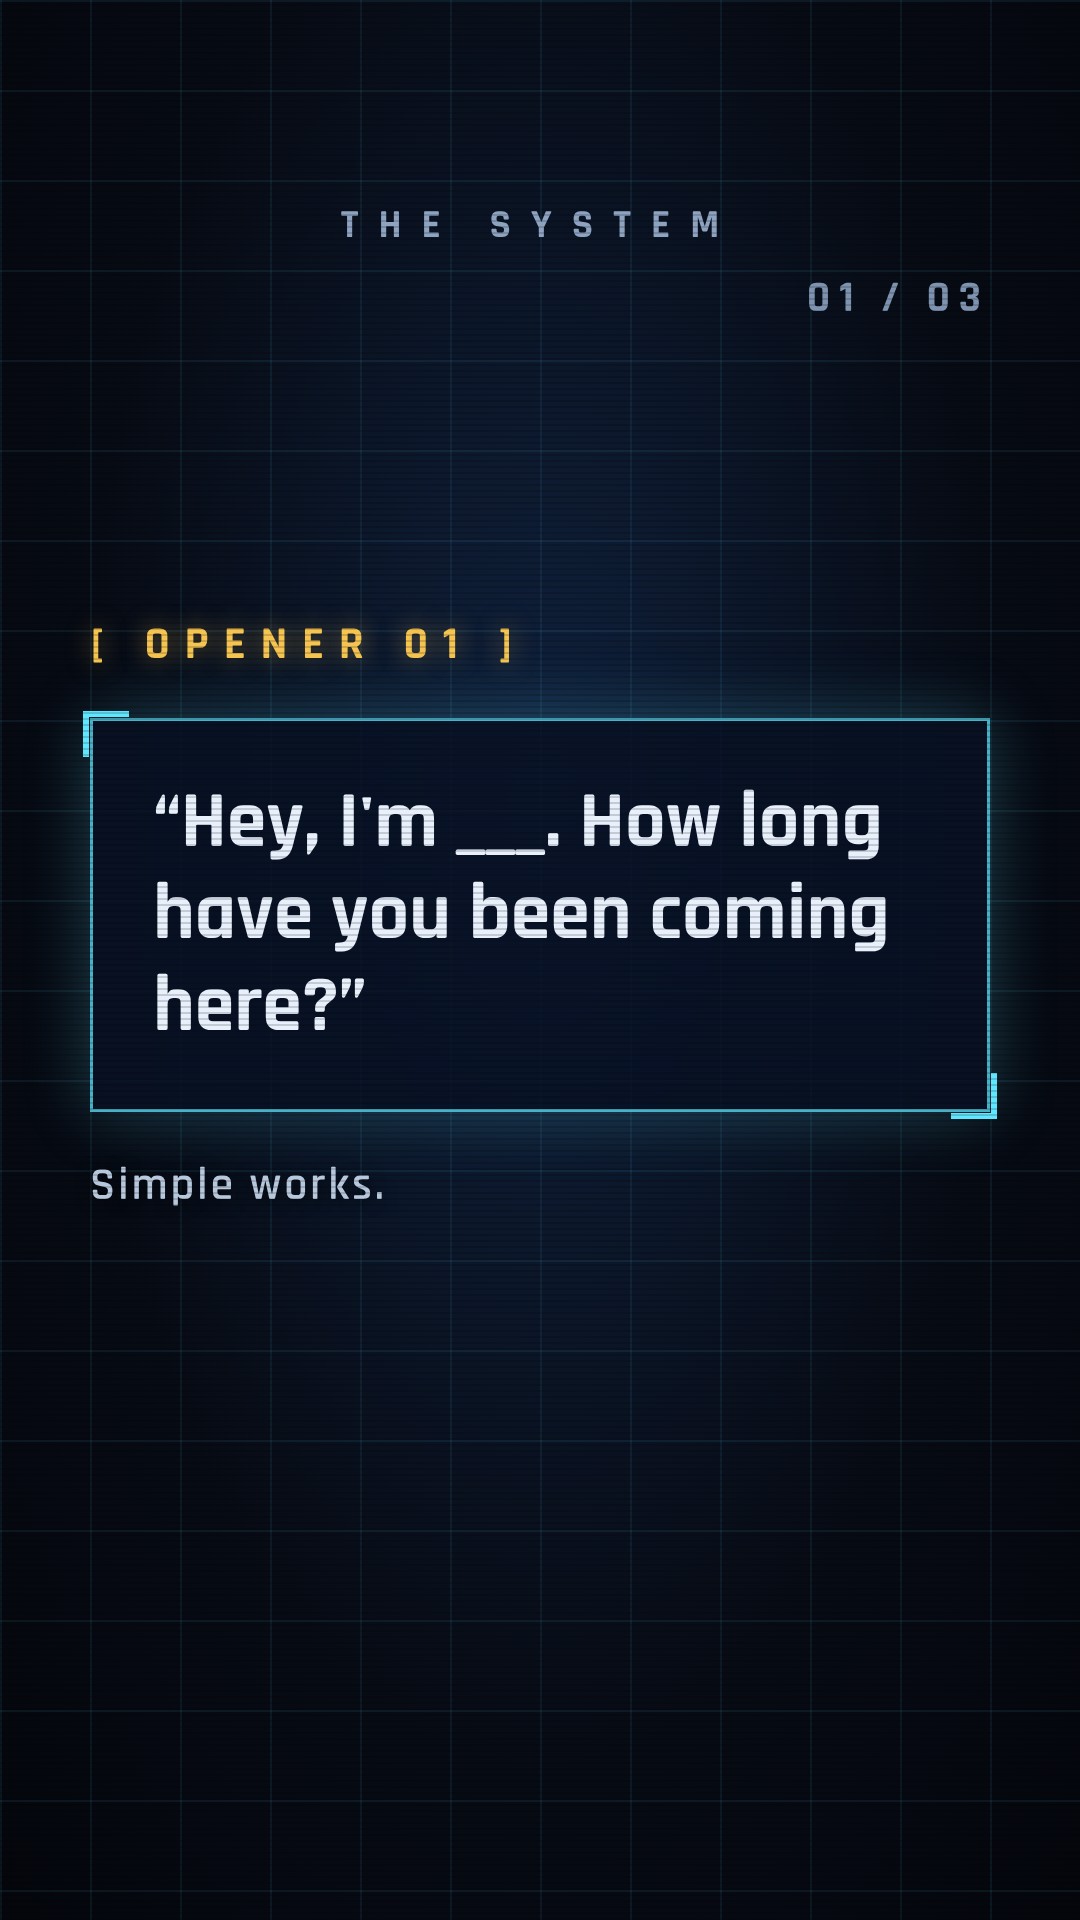 THE SYSTEM
01 / 03
[ OPENER 01 ]
“Hey, I'm ___. How long
have you been coming
here?”
Simple works.